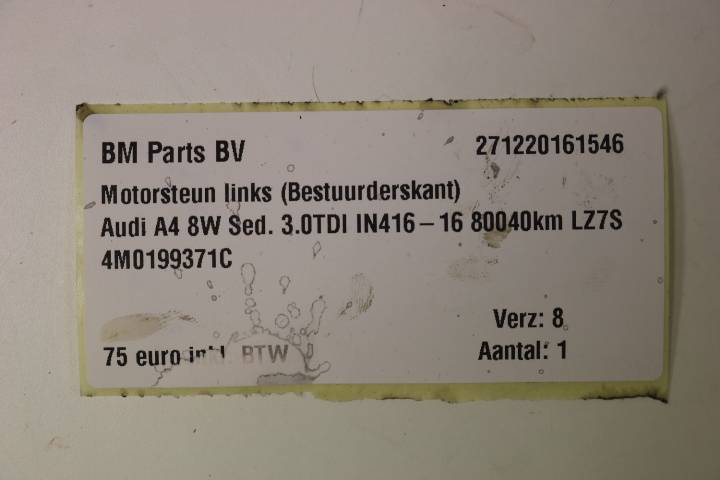 BM Parts BV 271220161546
Motorsteun links (Bestuurderskant)
Audi A4 8W Sed. 3.0TDI IN416 – 16 80040km LZ7S
4M0199371C
Verz: 8
75 euro inkl BTW Aantal: 1